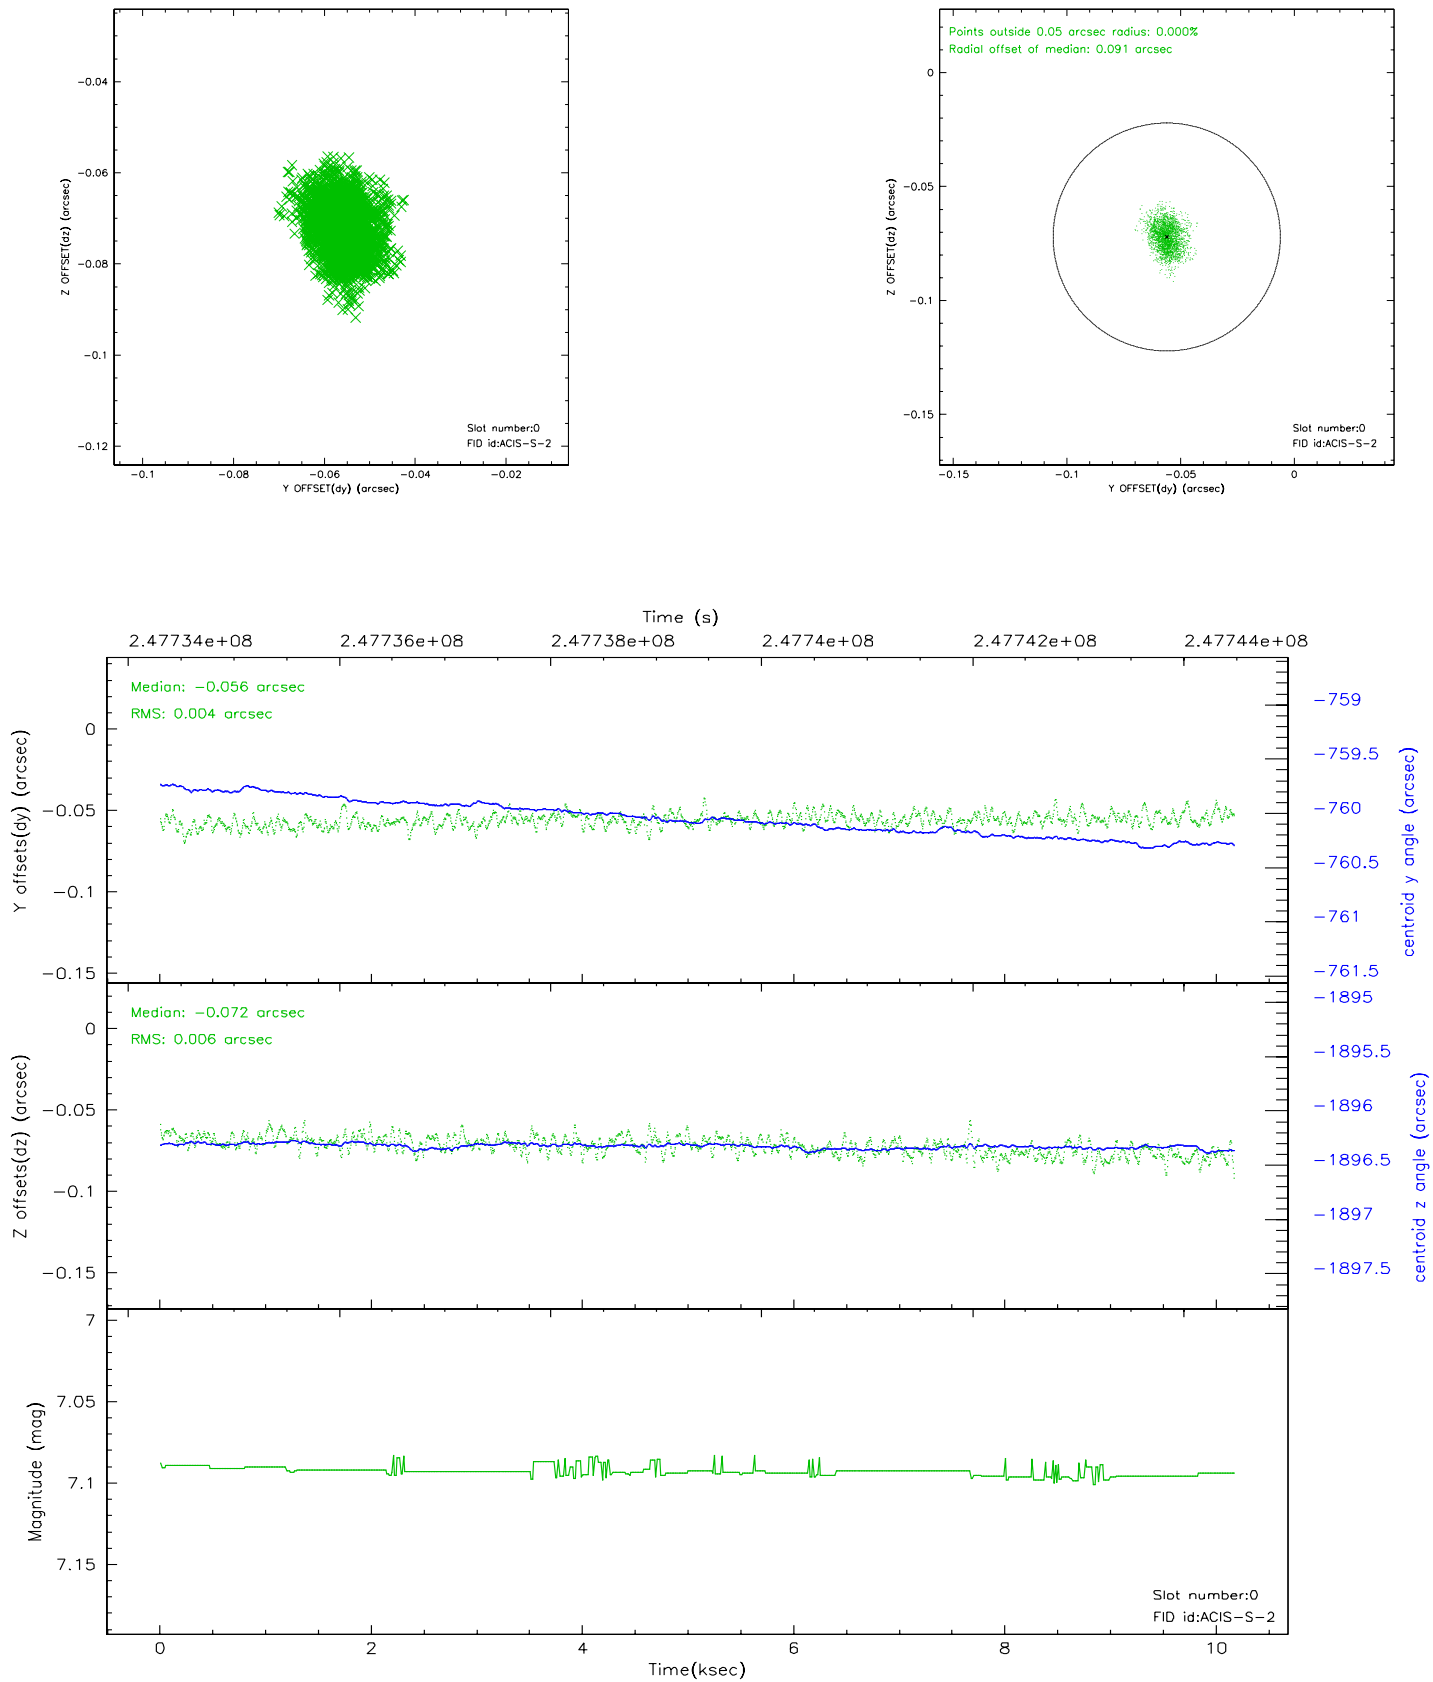 −0.04
−0.06
−0.08
−0.1
−0.12
Z OFFSET(dz) (arcsec)
Slot number:0
FID id:ACIS−S−2
−0.1 −0.08 −0.06 −0.04 −0.02
Y OFFSET(dy) (arcsec)
Points outside 0.05 arcsec radius: 0.000%
Radial offset of median: 0.091 arcsec
0
−0.05
−0.1
−0.15
Z OFFSET(dz) (arcsec)
Slot number:0
FID id:ACIS−S−2
−0.15 −0.1 −0.05 0
Y OFFSET(dy) (arcsec)
Time (s)
2.47734e+08 2.47736e+08 2.47738e+08 2.4774e+08 2.47742e+08 2.47744e+08
Median: −0.056 arcsec
RMS: 0.004 arcsec
0
−0.05
−0.1
−0.15
Y offsets(dy) (arcsec)
−759
−759.5
−760
−760.5
−761
−761.5
centroid y angle (arcsec)
Median: −0.072 arcsec
RMS: 0.006 arcsec
0
−0.05
−0.1
−0.15
Z offsets(dz) (arcsec)
−1895
−1895.5
−1896
−1896.5
−1897
−1897.5
centroid z angle (arcsec)
7
7.05
7.1
7.15
Magnitude (mag)
Slot number:0
FID id:ACIS−S−2
0 2 4 6 8 10
Time(ksec)